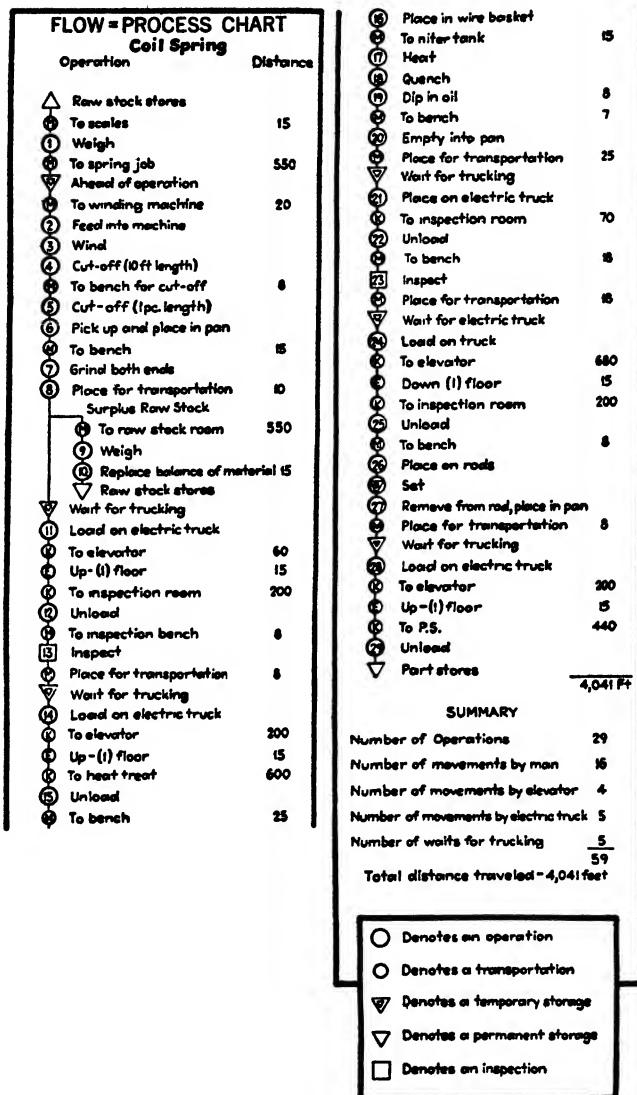 FLOW=PROCESS CHART
Coil Spring
Operation Distance
Raw stock stores
M To scales 15
1 Weigh
M To spring job 550
Ahead of operation
M To winding machine 20
2 Feed into machine
3 Wind
4 Cut-off (10 ft length)
M To bench for cut-off 8
5 Cut-off (1 pc. length)
6 Pick up and place in pan
M To bench 15
7 Grind both ends
8 Place for transportation 10
Surplus Raw Stock
M To raw stock room 550
9 Weigh
10 Replace balance of material 15
Raw stock stores
Wait for trucking
11 Load on electric truck
K To elevator 60
E Up-(1) floor 15
K To inspection room 200
12 Unload
M To inspection bench 8
13 Inspect
M Place for transportation 8
Wait for trucking
14 Load on electric truck
K To elevator 200
E Up-(1) floor 15
K To heat treat 600
15 Unload
M To bench 25
16 Place in wire basket
M To niter tank 15
17 Heat
18 Quench
19 Dip in oil 8
M To bench 7
20 Empty into pan
M Place for transportation 25
Wait for trucking
21 Place on electric truck
K To inspection room 70
22 Unload
M To bench 18
23 Inspect
M Place for transportation 18
Wait for electric truck
24 Load on truck
K To elevator 680
E Down (1) floor 15
K To inspection room 200
25 Unload
M To bench 8
26 Place on rods
Set
27 Remove from rod, place in pan
M Place for transportation 8
Wait for trucking
28 Load on electric truck
K To elevator 200
E Up-(1) floor 15
K To P.S. 440
29 Unload
Part stores
4,041 Ft
SUMMARY
Number of Operations 29
Number of movements by man 16
Number of movements by elevator 4
Number of movements by electric truck 5
Number of waits for trucking 5
59
Total distance traveled-4,041 feet
Denotes an operation
Denotes a transportation
Denotes a temporary storage
Denotes a permanent storage
Denotes an inspection